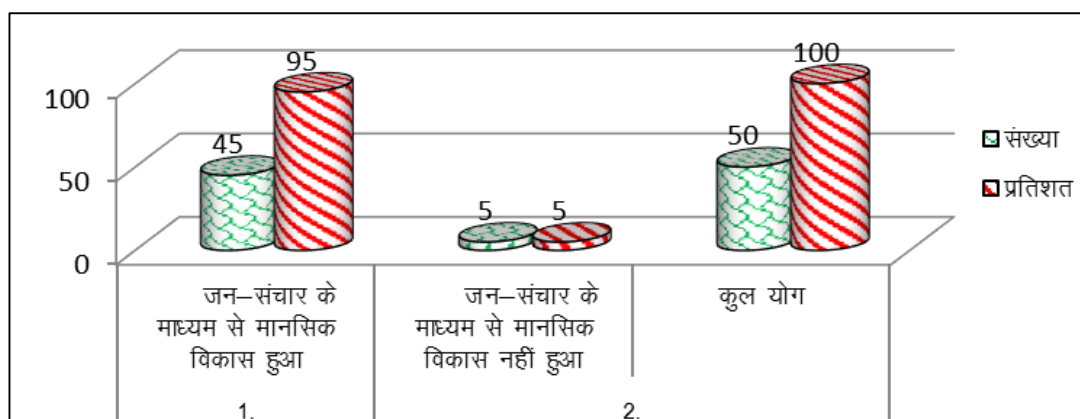 100
50
0
45
95
5
5
50
100
संख्या
प्रतिशत
जन–संचार के
माध्यम से मानसिक
विकास हुआ
जन–संचार के
माध्यम से मानसिक
विकास नहीं हुआ
कुल योग
1.
2.